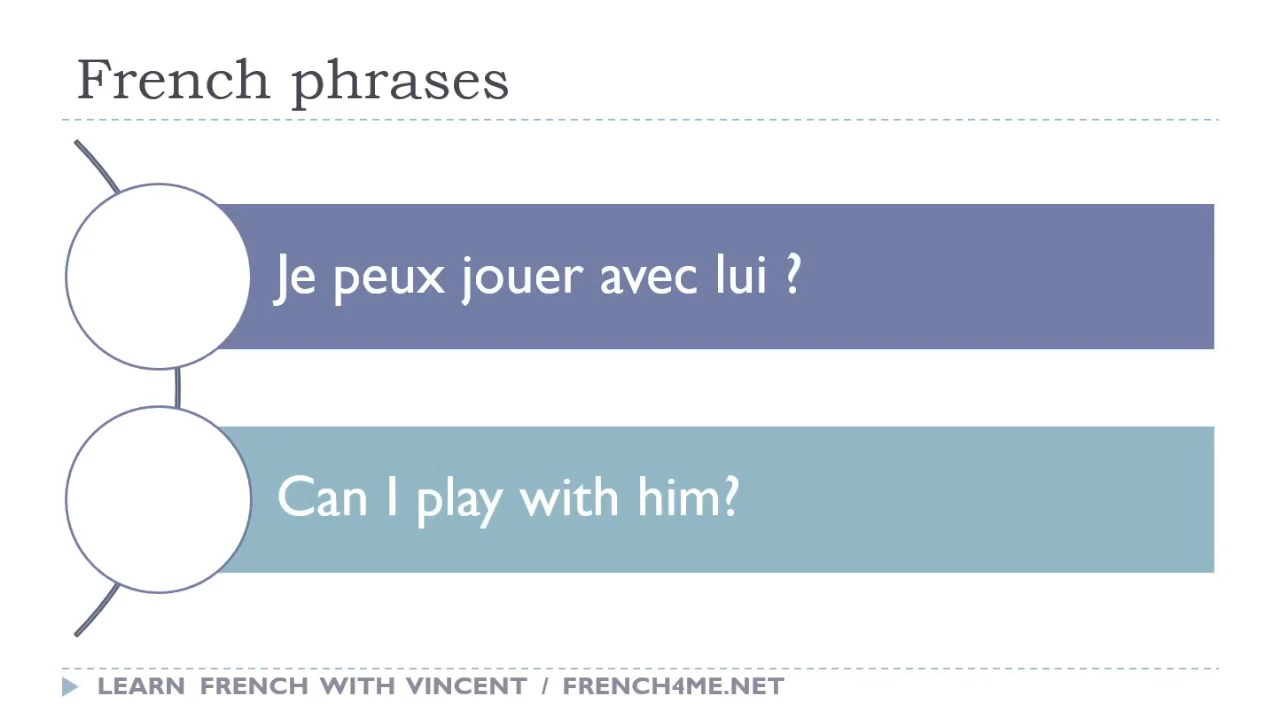 French phrases
Je peux jouer avec lui ?
Can I play with him?
LEARN FRENCH WITH VINCENT / FRENCH4ME.NET